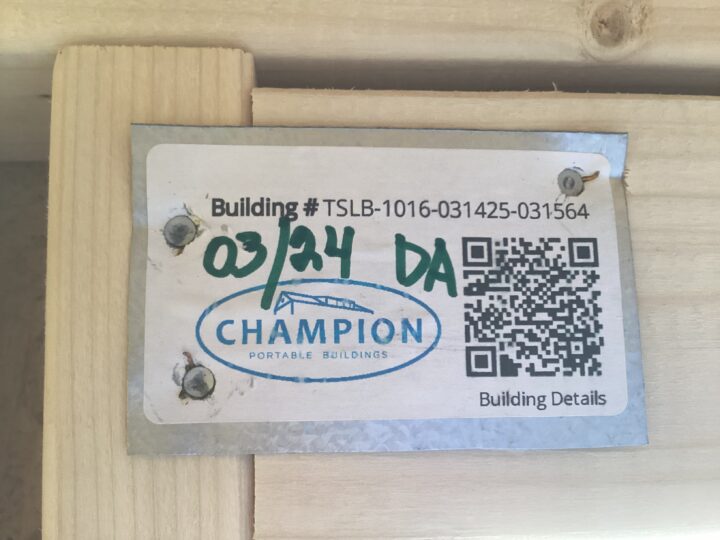 Building # TSLB-1016-031425-031564
03/24 DA
CHAMPION
PORTABLE BUILDINGS
Building Details